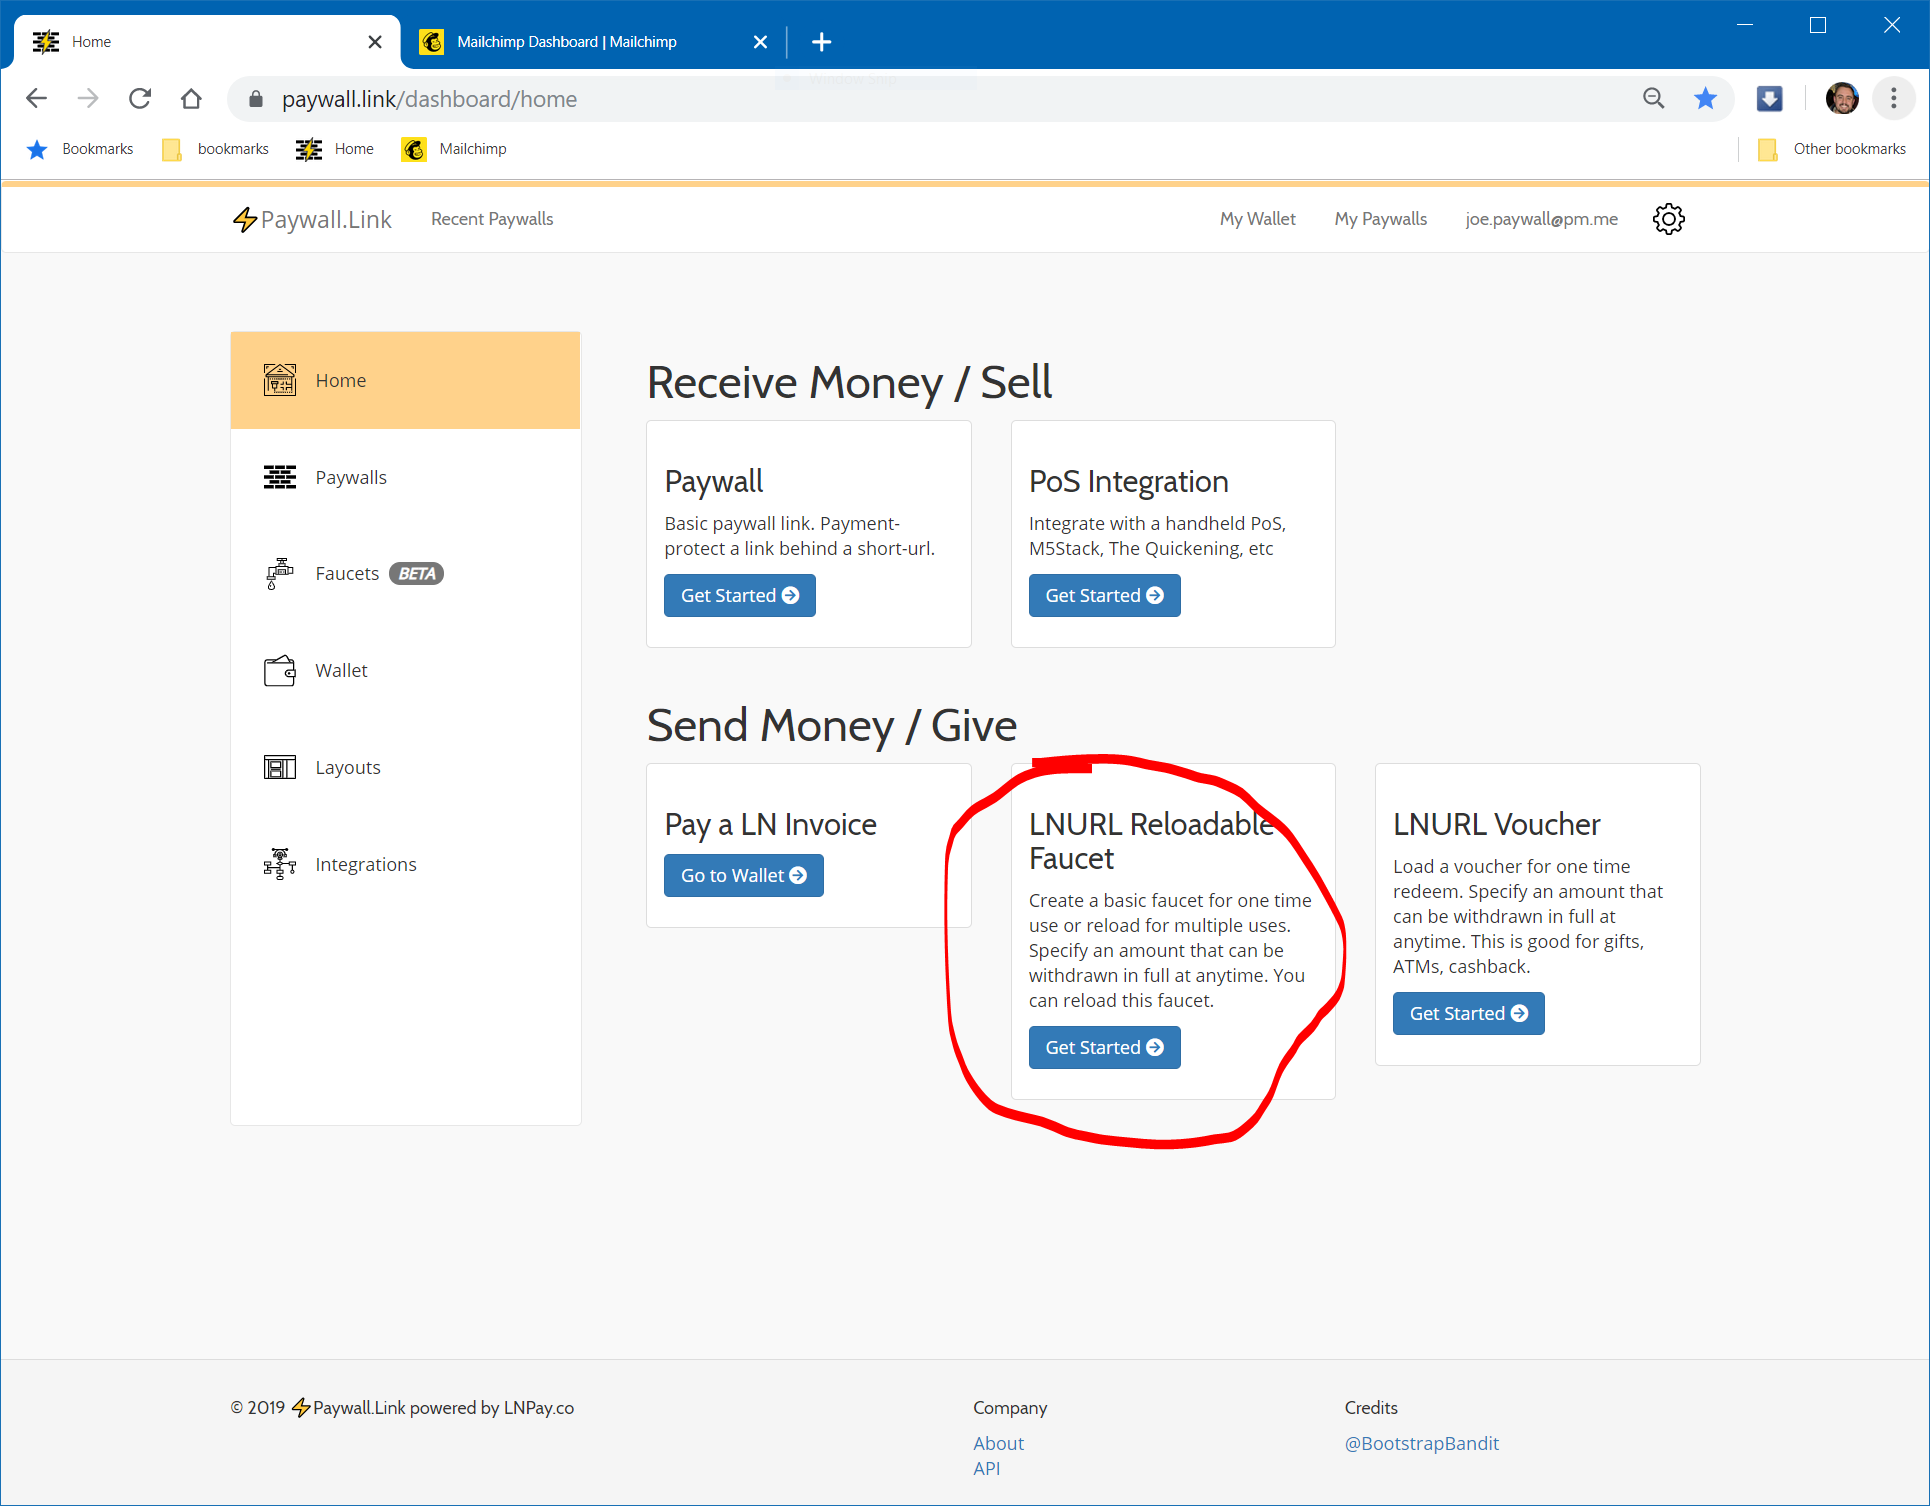 Home
Mailchimp Dashboard | Mailchimp
paywall.link/dashboard/home
Bookmarks
bookmarks
Home
Mailchimp
Other bookmarks
Paywall.Link
Recent Paywalls
My Wallet
My Paywalls
joe.paywall@pm.me
Home
Paywalls
Faucets BETA
Wallet
Layouts
Integrations
Receive Money / Sell
Paywall
Basic paywall link. Payment-
protect a link behind a short-url.
Get Started
PoS Integration
Integrate with a handheld PoS,
M5Stack, The Quickening, etc
Get Started
Send Money / Give
Pay a LN Invoice
Go to Wallet
LNURL Reloadable
Faucet
Create a basic faucet for one time
use or reload for multiple uses.
Specify an amount that can be
withdrawn in full at anytime. You
can reload this faucet.
Get Started
LNURL Voucher
Load a voucher for one time
redeem. Specify an amount that
can be withdrawn in full at
anytime. This is good for gifts,
ATMs, cashback.
Get Started
© 2019 Paywall.Link powered by LNPay.co
Company
About
API
Credits
@BootstrapBandit